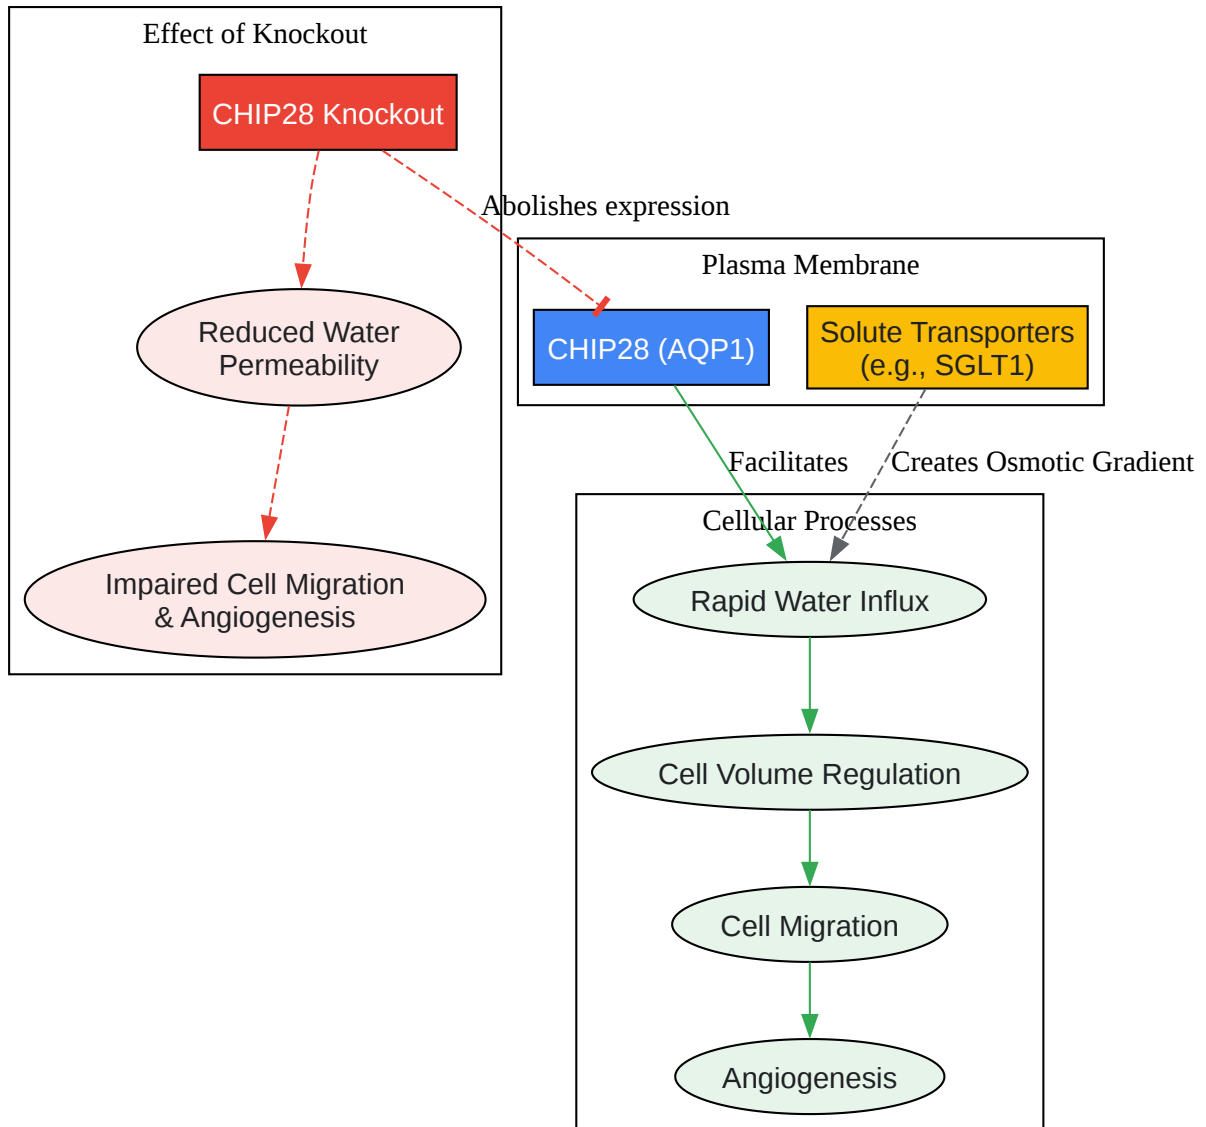 Effect of Knockout
CHIP28 Knockout
Abolishes expression
Plasma Membrane
Reduced Water
Permeability
CHIP28 (AQP1)
Solute Transporters
(e.g., SGLT1)
Facilitates
Creates Osmotic Gradient
Cellular Processes
Impaired Cell Migration
& Angiogenesis
Rapid Water Influx
Cell Volume Regulation
Cell Migration
Angiogenesis